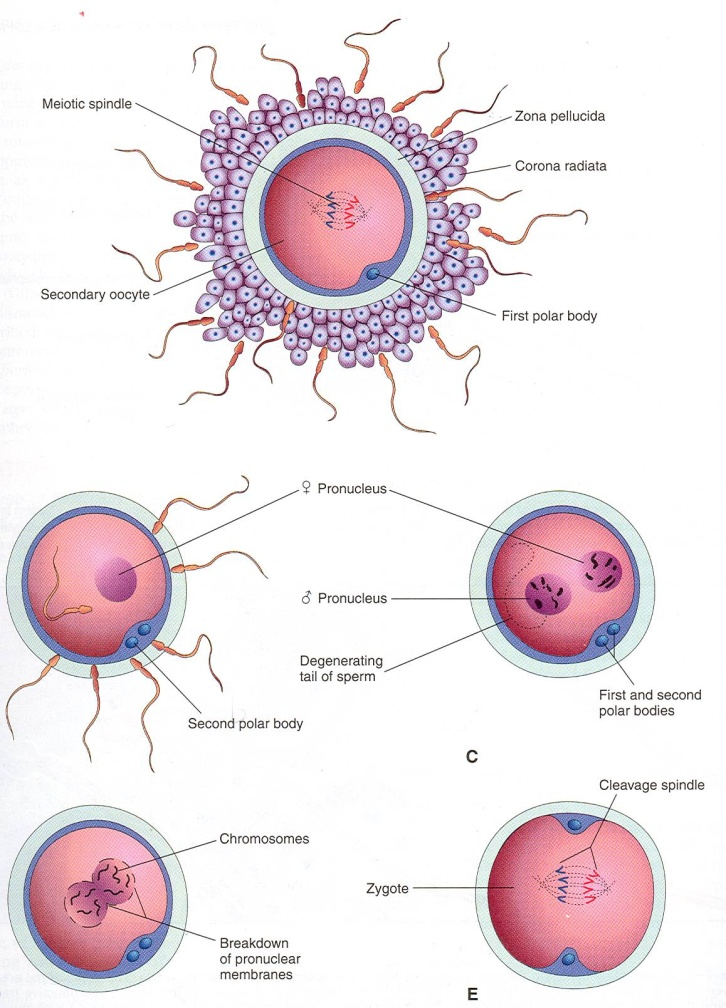 Meiotic spindle
Zona pellucida
Corona radiata
Secondary oocyte
First polar body
♀ Pronucleus
♂ Pronucleus
Degenerating
tail of sperm
First and second
polar bodies
Second polar body
C
Cleavage spindle
Chromosomes
Zygote
Breakdown
of pronuclear
membranes
E